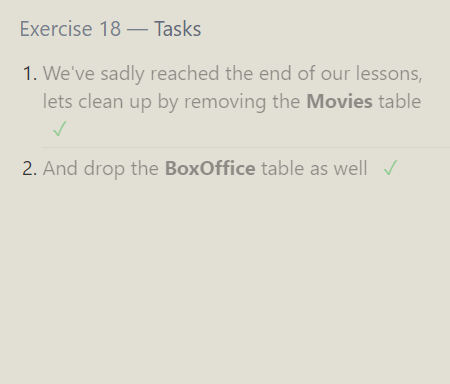 Exercise 18 — Tasks
1. We've sadly reached the end of our lessons,
lets clean up by removing the Movies table
✓
2. And drop the BoxOffice table as well ✓